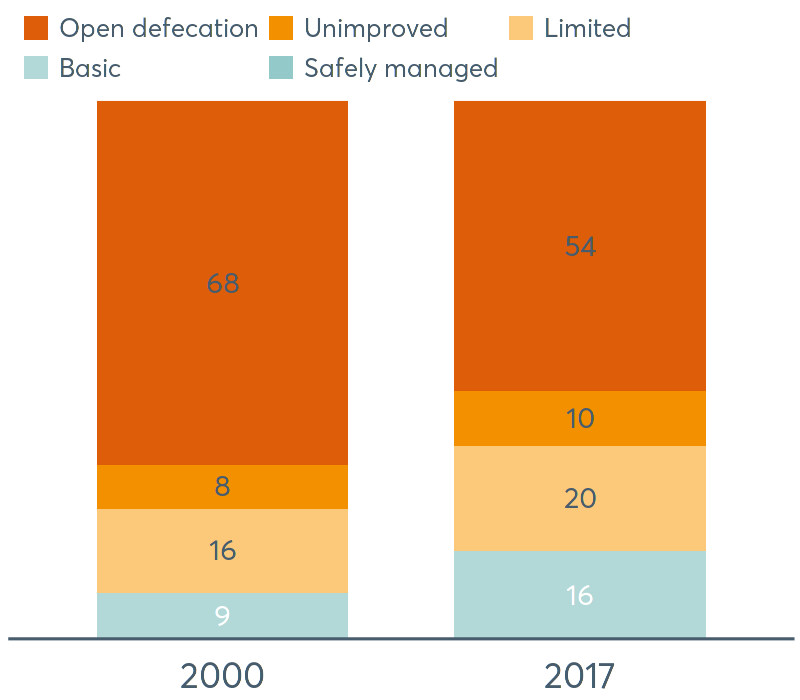 Open defecation Unimproved Limited
Basic Safely managed
68 54
8 10
16 20
9 16
2000 2017